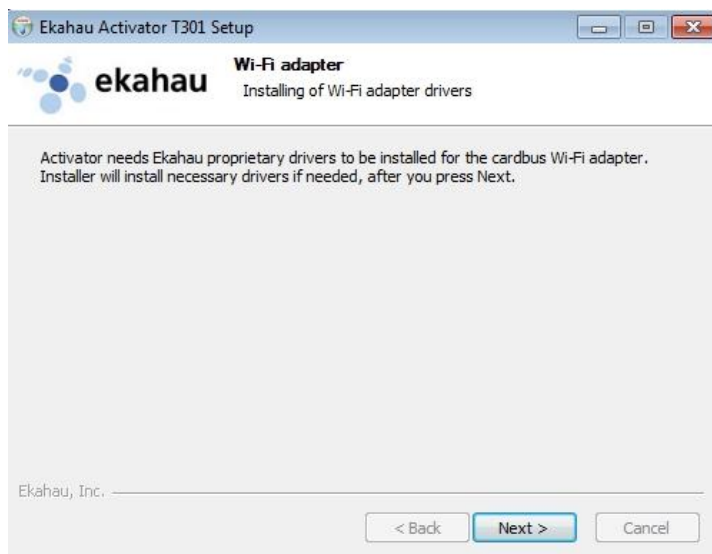 Ekahau Activator T301 Setup
ekahau
Wi-Fi adapter
Installing of Wi-Fi adapter drivers
Activator needs Ekahau proprietary drivers to be installed for the cardbus Wi-Fi adapter.
Installer will install necessary drivers if needed, after you press Next.
Ekahau, Inc.
< Back
Next >
Cancel